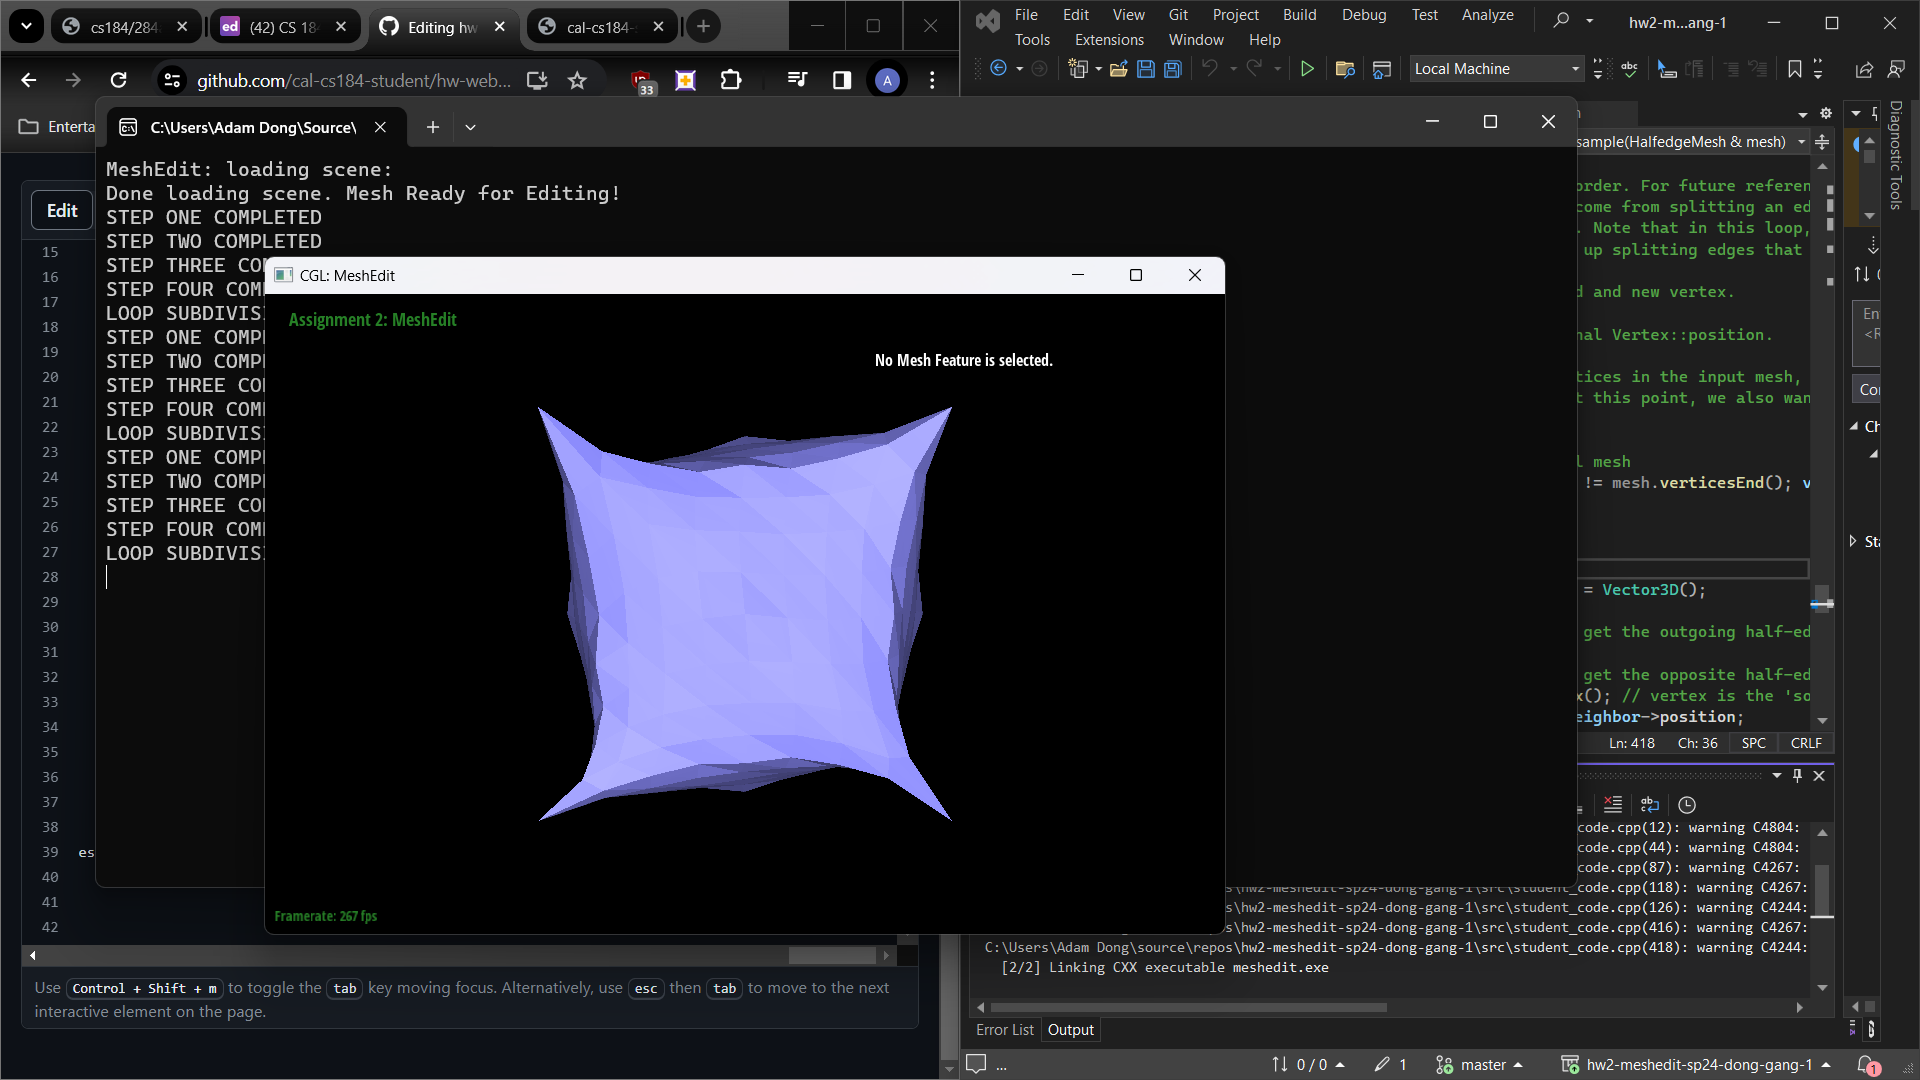 cs184/284
(42) CS 18
Editing hw
cal-cs184-
github.com/cal-cs184-student/hw-web...
33
A
Enterta
Edit
15
16
17
18
19
20
21
22
23
24
25
26
27
28
29
30
31
32
33
34
35
36
37
38
39 es
40
41
42
Use Control + Shift + m to toggle the tab key moving focus. Alternatively, use esc then tab to move to the next
interactive element on the page.
C:\Users\Adam Dong\Source\
MeshEdit: loading scene:
Done loading scene. Mesh Ready for Editing!
STEP ONE COMPLETED
STEP TWO COMPLETED
STEP THREE CO
STEP FOUR COM
LOOP SUBDIVIS
STEP ONE COMP
STEP TWO COMP
STEP THREE CO
STEP FOUR COM
LOOP SUBDIVIS
STEP ONE COMP
STEP TWO COMP
STEP THREE CO
STEP FOUR COM
LOOP SUBDIVIS
CGL: MeshEdit
Assignment 2: MeshEdit
No Mesh Feature is selected.
Framerate: 267 fps
File Edit View Git Project Build Debug Test Analyze
Tools Extensions Window Help
hw2-m...ang-1
Local Machine
sample(HalfedgeMesh & mesh)
order. For future referen
come from splitting an ed
. Note that in this loop,
up splitting edges that
d and new vertex.
nal Vertex::position.
tices in the input mesh,
t this point, we also wan
l mesh
!= mesh.verticesEnd(); v
= Vector3D();
get the outgoing half-ed
get the opposite half-ed
x(); // vertex is the 'so
eighbor->position;
Ln: 418 Ch: 36 SPC CRLF
Diagnostic Tools
En
<F
Co
Ch
Sta
code.cpp(12): warning C4804:
code.cpp(44): warning C4804:
code.cpp(87): warning C4267:
s\hw2-meshedit-sp24-dong-gang-1\src\student_code.cpp(118): warning C4267:
s\hw2-meshedit-sp24-dong-gang-1\src\student_code.cpp(126): warning C4244:
s\hw2-meshedit-sp24-dong-gang-1\src\student_code.cpp(416): warning C4267:
C:\Users\Adam Dong\source\repos\hw2-meshedit-sp24-dong-gang-1\src\student_code.cpp(418): warning C4244:
[2/2] Linking CXX executable meshedit.exe
Error List Output
... 0 / 0 1 master hw2-meshedit-sp24-dong-gang-1 1